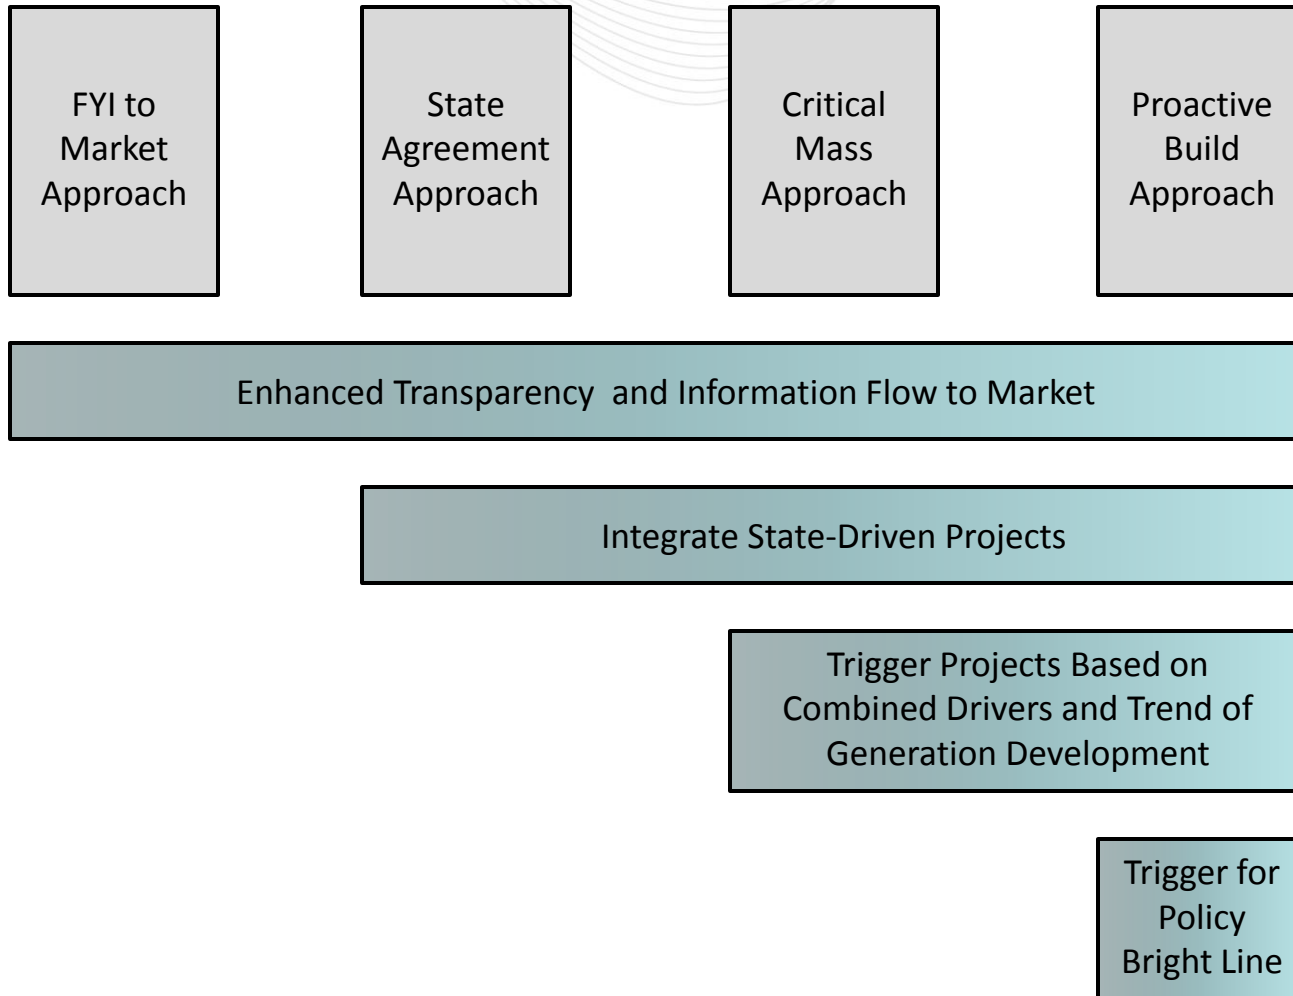 FYI to
Market
Approach
State
Agreement
Approach
Critical
Mass
Approach
Proactive
Build
Approach
Enhanced Transparency  and Information Flow to Market
Integrate State-Driven Projects
Trigger Projects Based on
Combined Drivers and Trend of
Generation Development
Trigger for
Policy
Bright Line